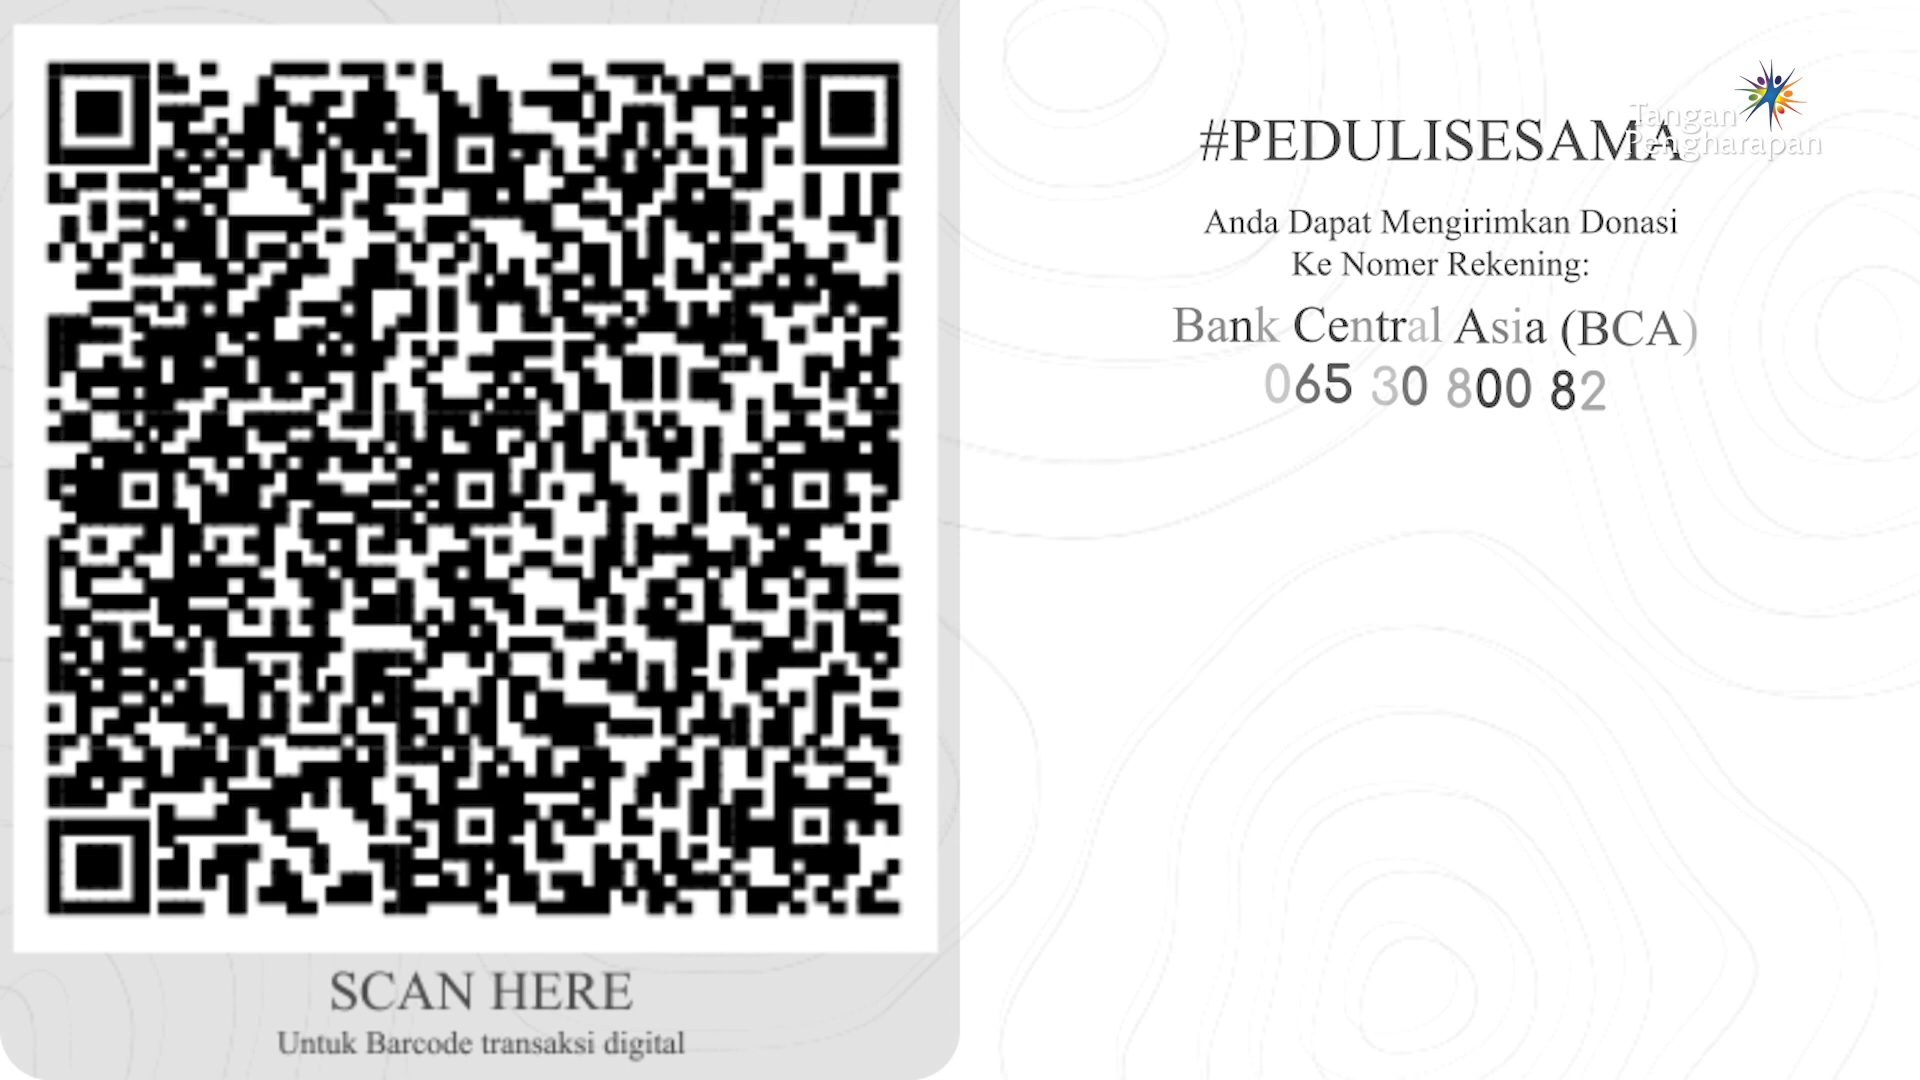 #PEDULISESAMA
Tangan
Pengharapan
Anda Dapat Mengirimkan Donasi
Ke Nomer Rekening:
Bank Central Asia (BCA)
065 30 800 82
SCAN HERE
Untuk Barcode transaksi digital